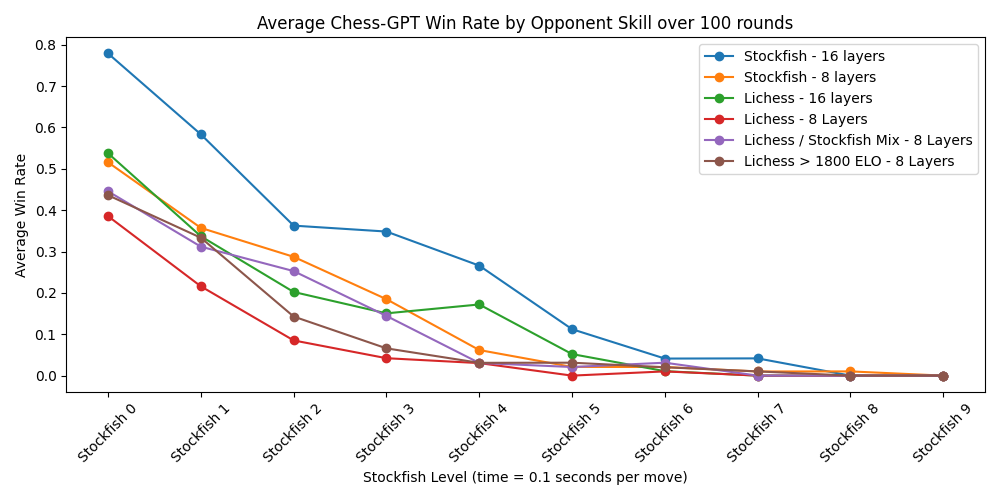 Average Chess-GPT Win Rate by Opponent Skill over 100 rounds
Average Win Rate
0.8
0.7
0.6
0.5
0.4
0.3
0.2
0.1
0.0
Stockfish - 16 layers
Stockfish - 8 layers
Lichess - 16 layers
Lichess - 8 Layers
Lichess / Stockfish Mix - 8 Layers
Lichess > 1800 ELO - 8 Layers
Stockfish 0
Stockfish 1
Stockfish 2
Stockfish 3
Stockfish 4
Stockfish 5
Stockfish 6
Stockfish 7
Stockfish 8
Stockfish 9
Stockfish Level (time = 0.1 seconds per move)